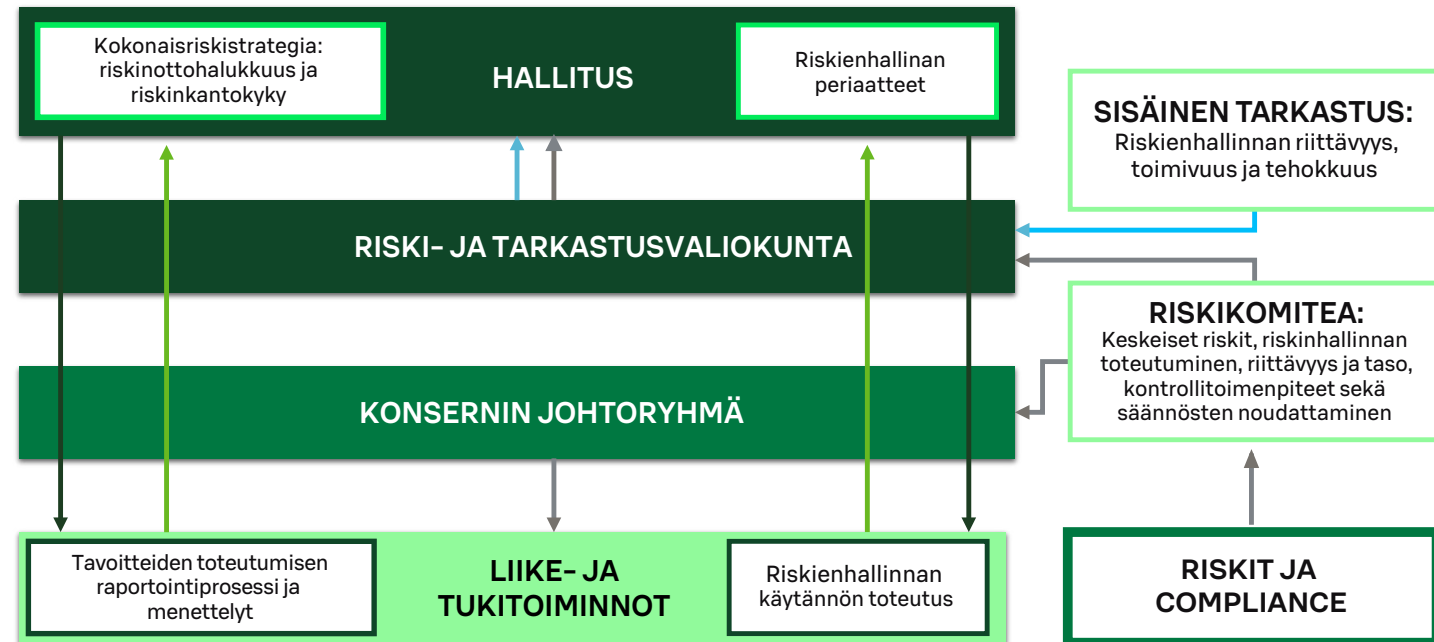 Kokonaisriskistrategia:
riskinottohalukkuus ja
riskinkantokyky
HALLITUS
Riskienhallinnan
periaatteet
SISÄINEN TARKASTUS:
Riskienhallinnan riittävyys,
toimivuus ja tehokkuus
RISKI- JA TARKASTUSVALIOKUNTA
RISKIKOMITEA:
Keskeiset riskit, riskinhallinnan
toteutuminen, riittävyys ja taso,
kontrollitoimenpiteet sekä
säännösten noudattaminen
KONSERNIN JOHTORYHMÄ
Tavoitteiden toteutumisen
raportointiprosessi ja
menettelyt
LIIKE- JA
TUKITOIMINNOT
Riskienhallinnan
käytännön toteutus
RISKIT JA
COMPLIANCE